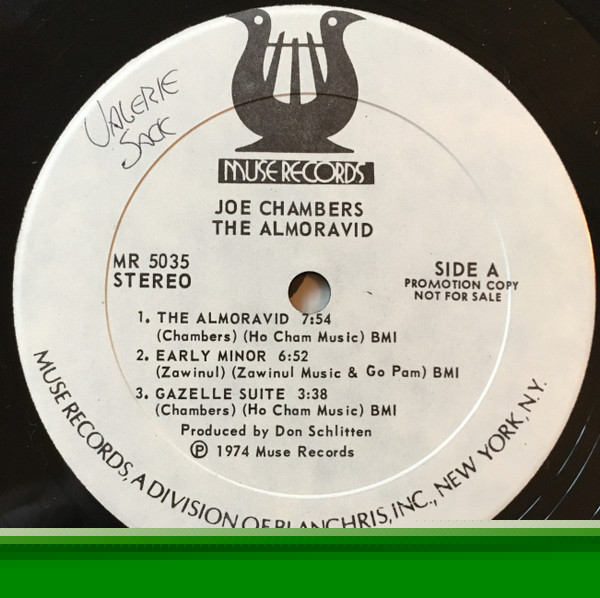 VALERIE
SACK
MUSE RECORDS
JOE CHAMBERS
THE ALMORAVID
MR 5035
STEREO
SIDE A
PROMOTION COPY
NOT FOR SALE
1. THE ALMORAVID 7:54
(Chambers) (Ho Cham Music) BMI
2. EARLY MINOR 6:52
(Zawinul) (Zawinul Music & Go Pam) BMI
3. GAZELLE SUITE 3:38
(Chambers) (Ho Cham Music) BMI
Produced by Don Schlitten
℗ 1974 Muse Records
MUSE RECORDS, A DIVISION OF BLANCHRIS, INC., NEW YORK, N.Y.